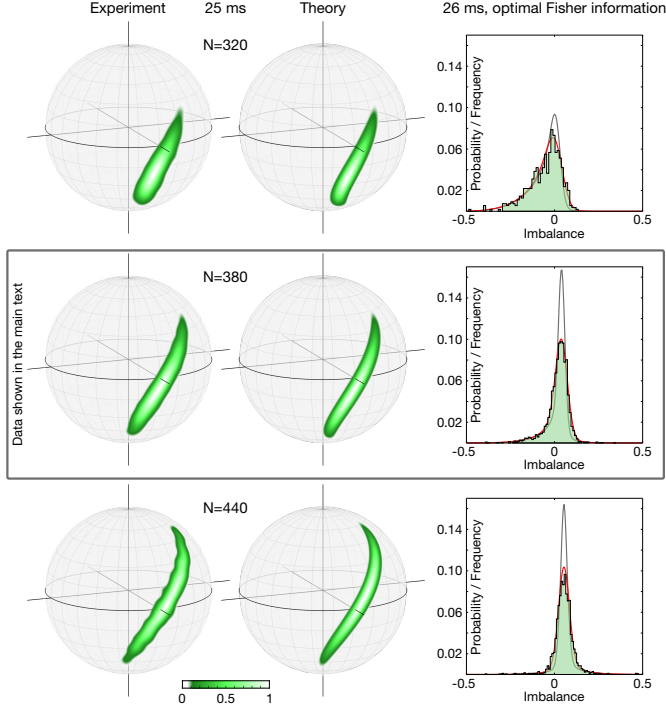 Experiment 25 ms Theory 26 ms, optimal Fisher information
N=320
Probability / Frequency
0.14
0.10
0.06
0.02
-0.5 0 0.5
Imbalance
Data shown in the main text
N=380
Probability / Frequency
0.14
0.10
0.06
0.02
-0.5 0 0.5
Imbalance
N=440
Probability / Frequency
0.14
0.10
0.06
0.02
-0.5 0 0.5
Imbalance
0 0.5 1